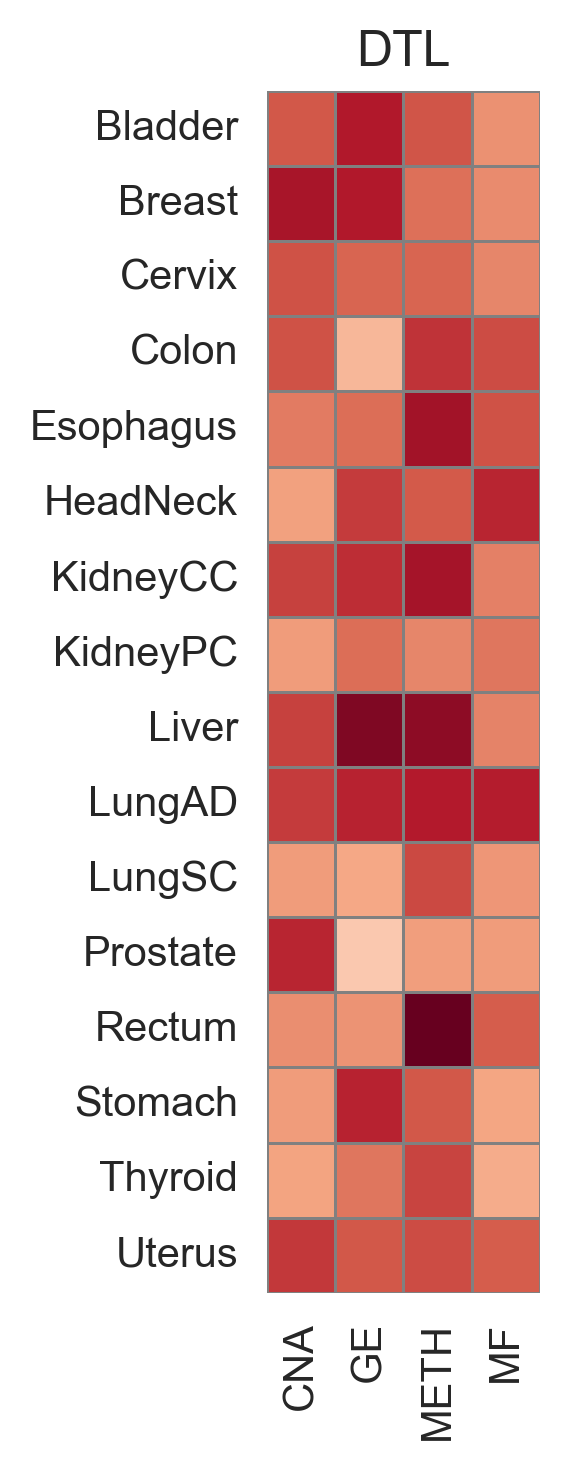 DTL
Bladder
Breast
Cervix
Colon
Esophagus
HeadNeck
KidneyCC
KidneyPC
Liver
LungAD
LungSC
Prostate
Rectum
Stomach
Thyroid
Uterus
CNA
GE
METH
MF